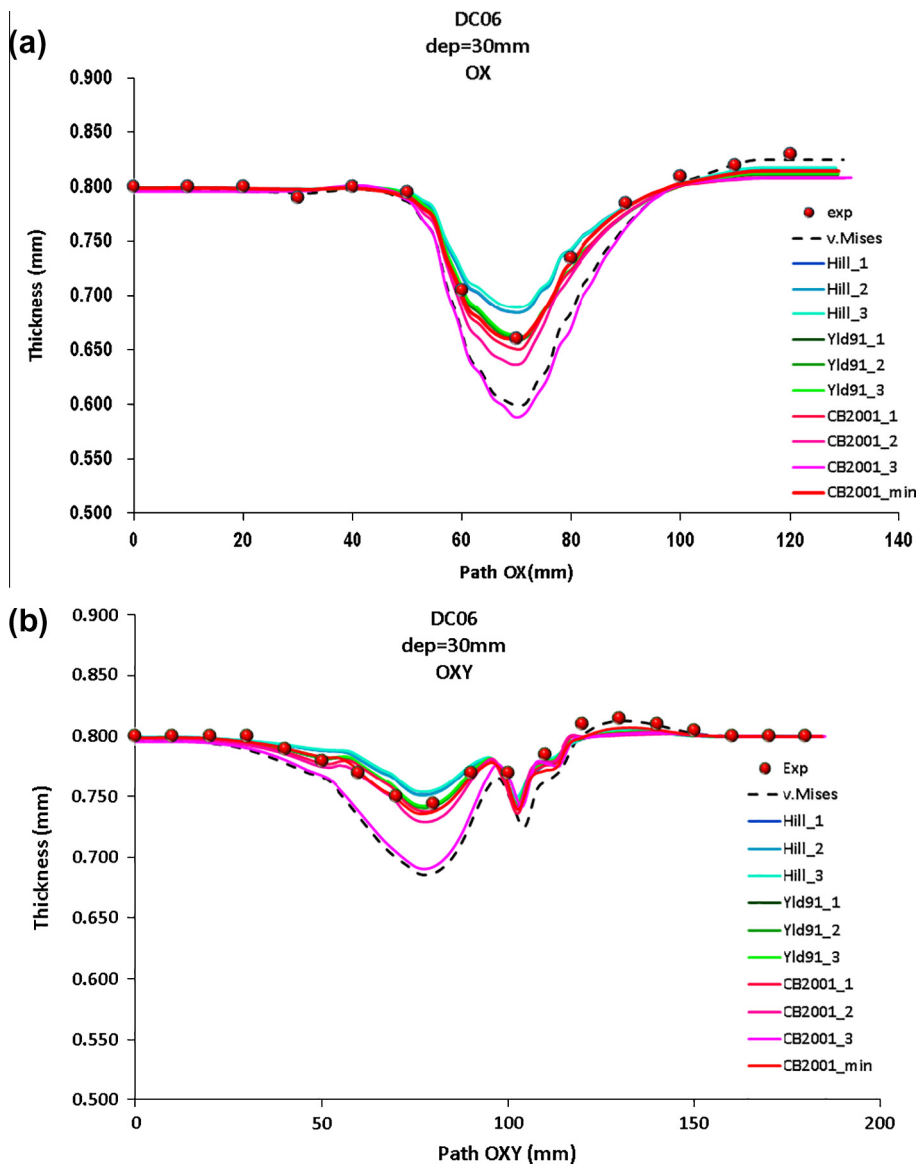 (a)
DC06
dep=30mm
OX
0.900
0.850
0.800
0.750
0.700
0.650
0.600
0.550
0.500
Thickness (mm)
0
20
40
60
80
100
120
140
Path OX(mm)
exp
v.Mises
Hill_1
Hill_2
Hill_3
Yld91_1
Yld91_2
Yld91_3
CB2001_1
CB2001_2
CB2001_3
CB2001_min
(b)
DC06
dep=30mm
OXY
0.900
0.850
0.800
0.750
0.700
0.650
0.600
0.550
0.500
Thickness (mm)
0
50
100
150
200
Path OXY (mm)
Exp
v.Mises
Hill_1
Hill_2
Hill_3
Yld91_1
Yld91_2
Yld91_3
CB2001_1
CB2001_2
CB2001_3
CB2001_min